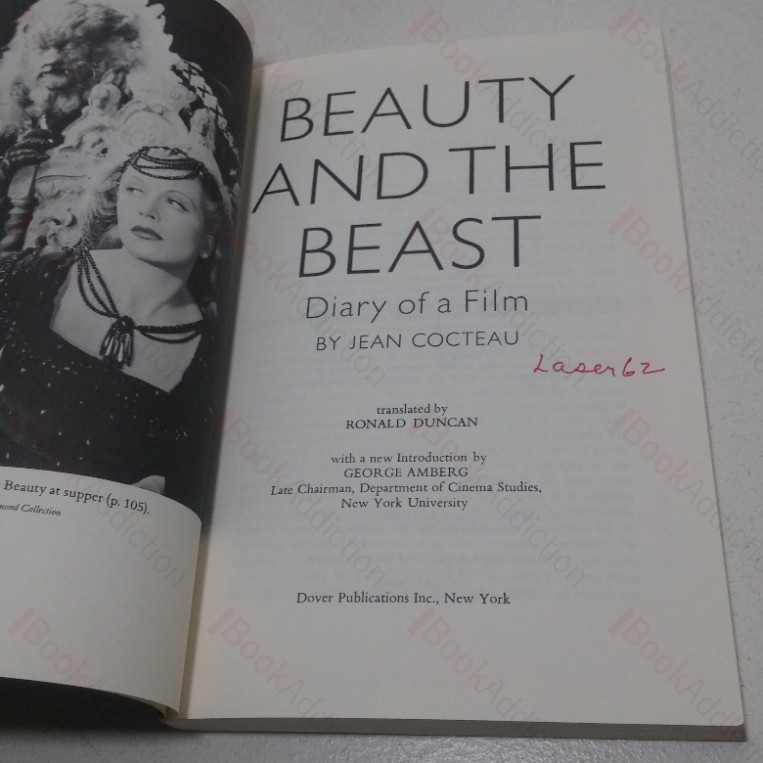 Beauty at supper (p. 105).
Collection
BEAUTY
AND THE
BEAST
Diary of a Film
BY JEAN COCTEAU
Laser62
translated by
RONALD DUNCAN
with a new Introduction by
GEORGE AMBERG
Late Chairman, Department of Cinema Studies,
New York University
Dover Publications Inc., New York
BookAddiction